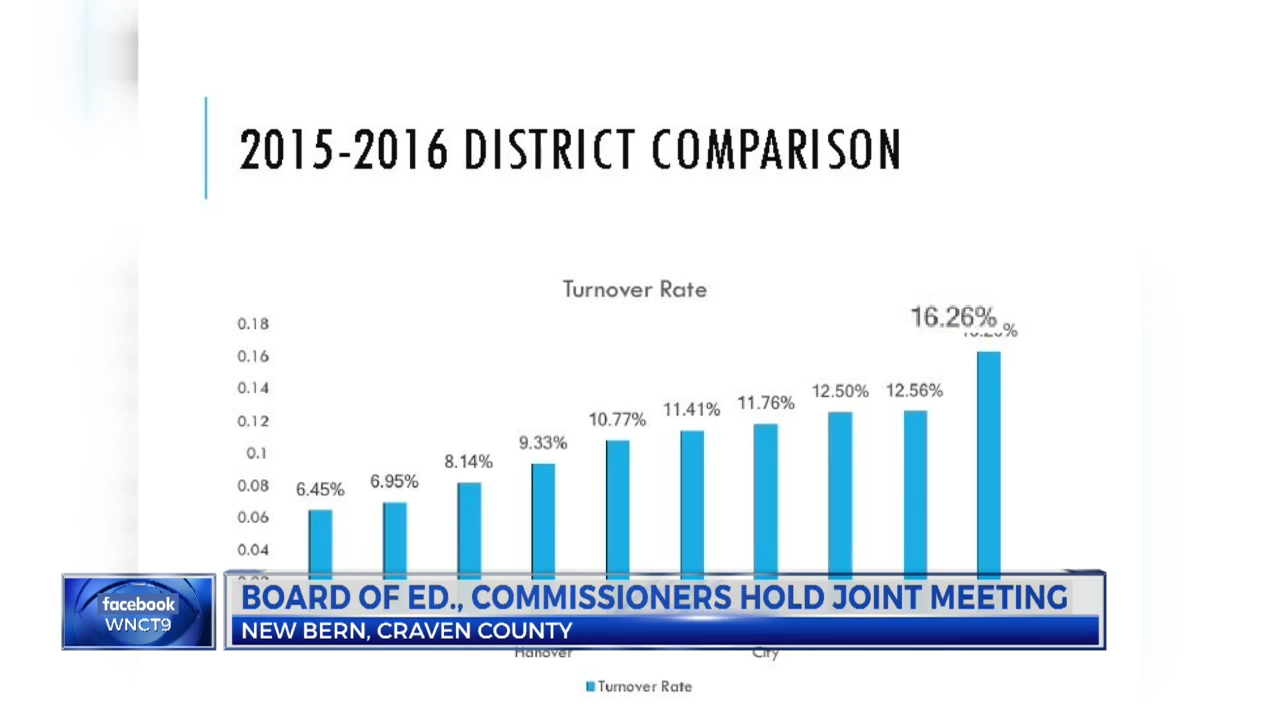 2015-2016 DISTRICT COMPARISON
Turnover Rate
0.18
0.16
0.14
0.12
0.1
0.08
0.06
0.04
6.45%
6.95%
8.14%
9.33%
10.77%
11.41%
11.76%
12.50%
12.56%
16.26%
facebook
WNCT9
BOARD OF ED., COMMISSIONERS HOLD JOINT MEETING
NEW BERN, CRAVEN COUNTY
Hanover
City
Turnover Rate